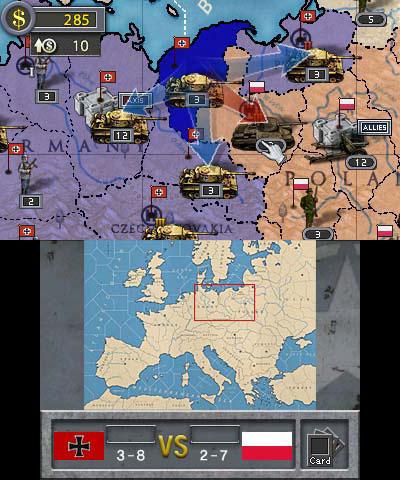 $ 285
B
$ 10
5
3
3
3
AXIS
12
ALLIES
12
R M A N
P O L A
3
2
3
CZECHOSLOVAKIA
VS
3-8
2-7
Card